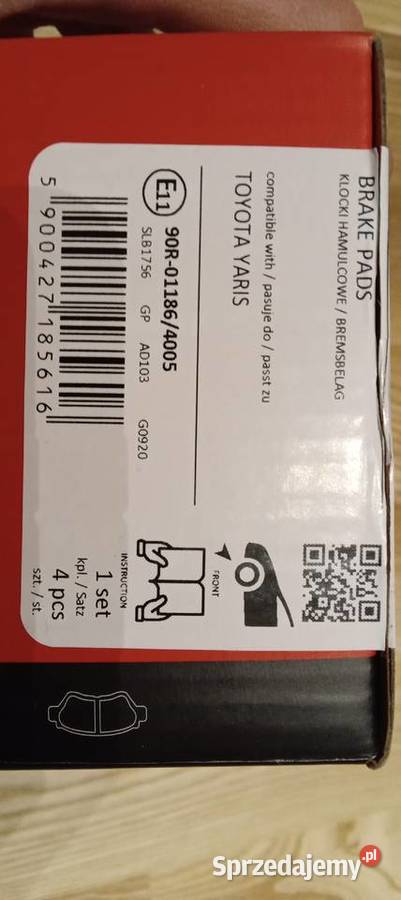 BRAKE PADS
KLOCKI HAMULCOWE / BREMSBELAG
compatible with / pasuje do / passt zu
TOYOTA YARIS
E11 90R-01186/4005
SLB1756 GP AD103 G0920
5 900427 185616
FRONT
INSTRUCTION
1 set
kpl. / Satz
4 pcs
szt. / st.
Sprzedajemy.pl